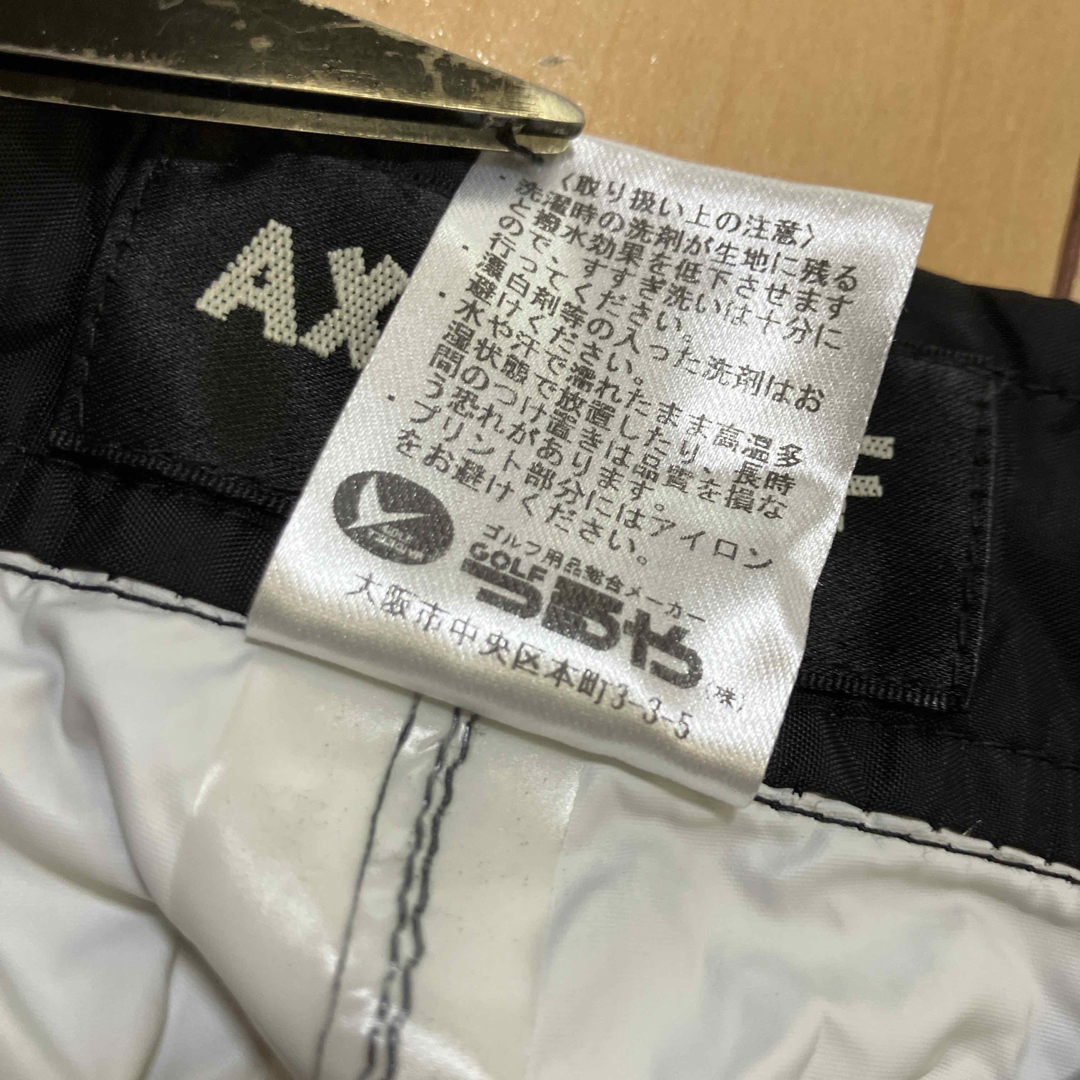 AX
〈取り扱い上の注意〉
・洗濯時の洗剤が生地に残る
と撥水効果を低下させます
ので、すすぎ洗いは十分に
行ってください。
・漂白剤等の入った洗剤はお
避けください。
・水や汗で濡れたまま高温多
湿状態で放置したり、長時
間のつけ置きは品質を損な
う恐れがあります。
・プリント部分にはアイロン
をお避けください。
ゴルフ用品総合メーカー
GOLF
つるや
(株)
大阪市中央区本町3-3-5